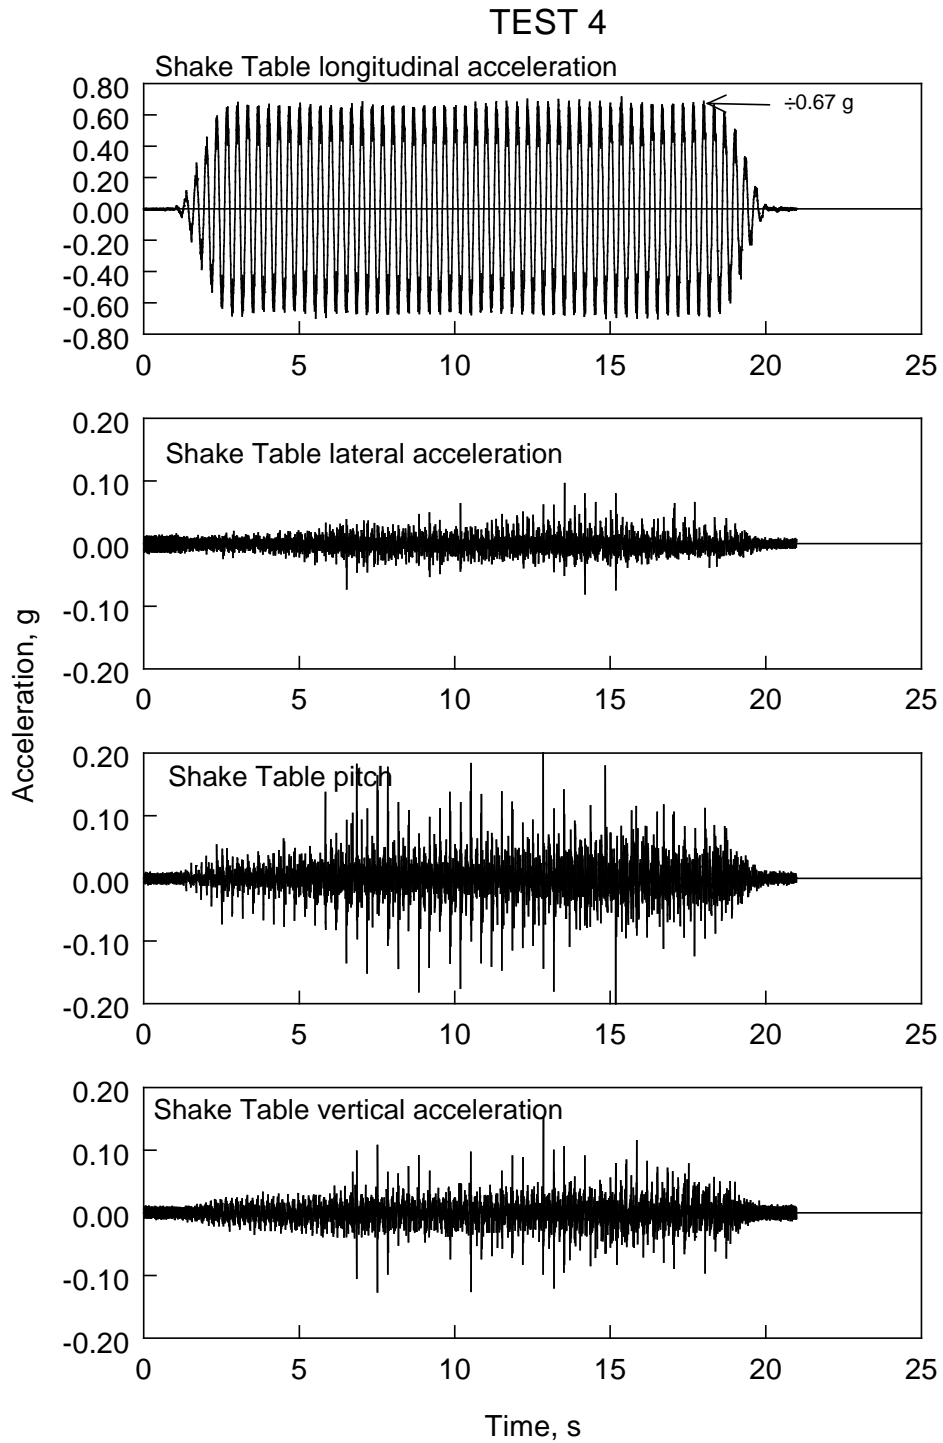 TEST 4
Shake Table longitudinal acceleration
0.80
0.60
0.40
0.20
0.00
-0.20
-0.40
-0.60
-0.80
÷0.67 g
0 5 10 15 20 25
Shake Table lateral acceleration
0.20
0.10
0.00
-0.10
-0.20
0 5 10 15 20 25
Acceleration, g
Shake Table pitch
0.20
0.10
0.00
-0.10
-0.20
0 5 10 15 20 25
Shake Table vertical acceleration
0.20
0.10
0.00
-0.10
-0.20
0 5 10 15 20 25
Time, s